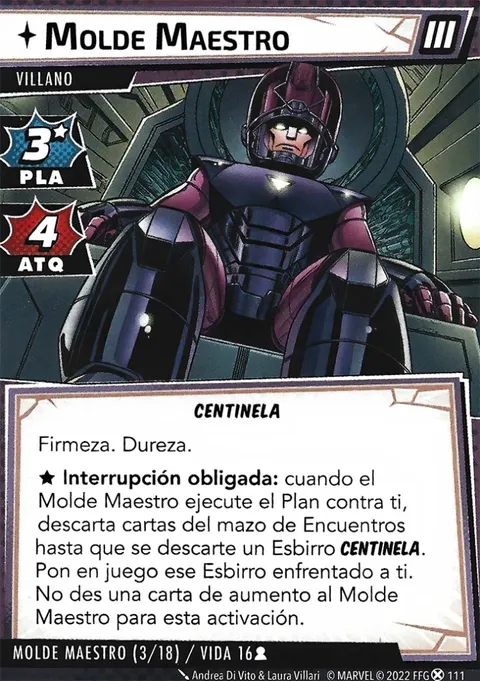 MOLDE MAESTRO
III
VILLANO
3
PLA
4
ATQ
CENTINELA
Firmeza. Dureza.
★ Interrupción obligada: cuando el
Molde Maestro ejecute el Plan contra ti,
descarta cartas del mazo de Encuentros
hasta que se descarte un Esbirro CENTINELA.
Pon en juego ese Esbirro enfrentado a ti.
No des una carta de aumento al Molde
Maestro para esta activación.
MOLDE MAESTRO (3/18) / VIDA 16
Andrea Di Vito & Laura Villari © MARVEL © 2022 FFG 111